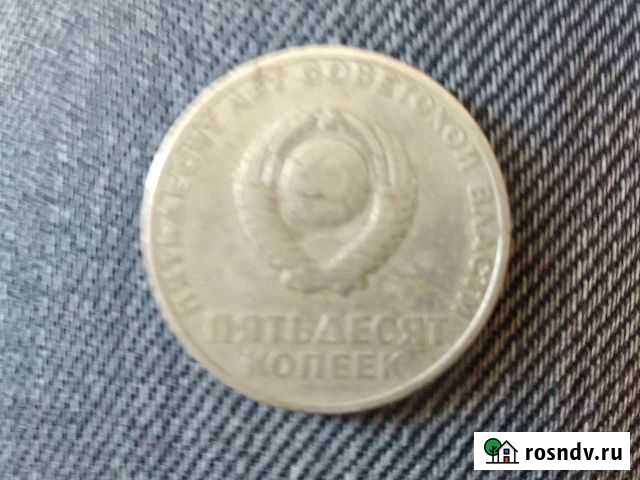 ПЯТЬДЕСЯТ ЛЕТ СОВЕТСКОЙ ВЛАСТИ
ПЯТЬДЕСЯТ
КОПЕЕК
rosndv.ru